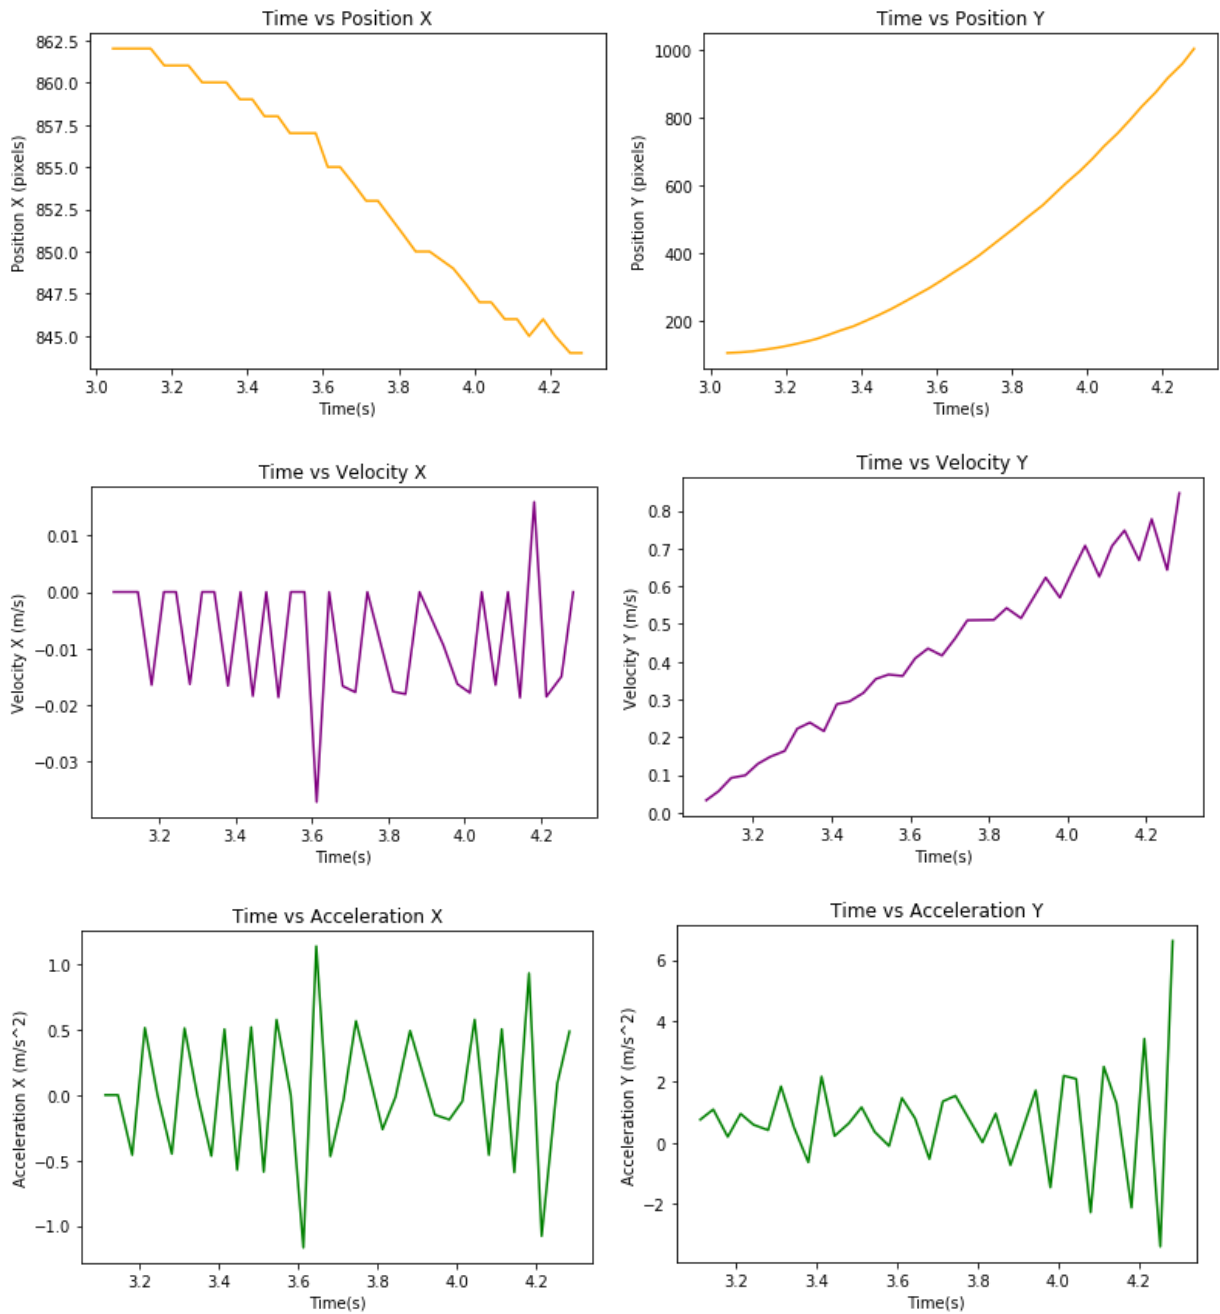 Time vs Position X
Position X (pixels)
862.5
860.0
857.5
855.0
852.5
850.0
847.5
845.0
3.0 3.2 3.4 3.6 3.8 4.0 4.2
Time(s)
Time vs Position Y
Position Y (pixels)
1000
800
600
400
200
3.0 3.2 3.4 3.6 3.8 4.0 4.2
Time(s)
Time vs Velocity X
Velocity X (m/s)
0.01
0.00
−0.01
−0.02
−0.03
3.2 3.4 3.6 3.8 4.0 4.2
Time(s)
Time vs Velocity Y
Velocity Y (m/s)
0.8
0.7
0.6
0.5
0.4
0.3
0.2
0.1
0.0
3.2 3.4 3.6 3.8 4.0 4.2
Time(s)
Time vs Acceleration X
Acceleration X (m/s^2)
1.0
0.5
0.0
−0.5
−1.0
3.2 3.4 3.6 3.8 4.0 4.2
Time(s)
Time vs Acceleration Y
Acceleration Y (m/s^2)
6
4
2
0
−2
3.2 3.4 3.6 3.8 4.0 4.2
Time(s)